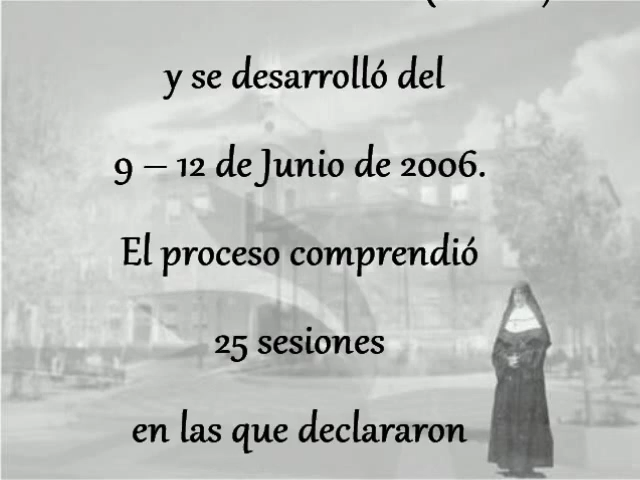 y se desarrolló del
9 – 12 de Junio de 2006.
El proceso comprendió
25 sesiones
en las que declararon